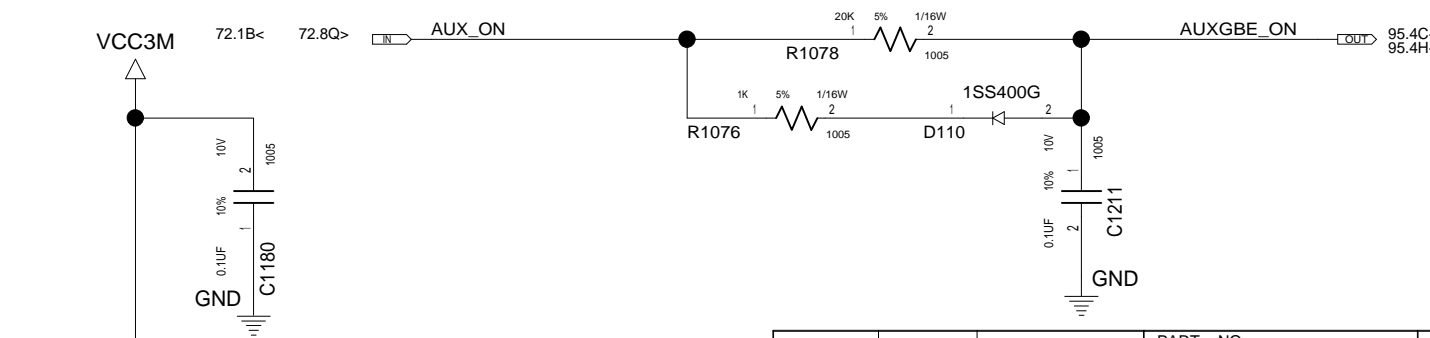 VCC3M
72.1B<
72.8Q>
IN
AUX_ON
20K
5%
1/16W
1
2
R1078
1005
AUXGBE_ON
OUT
95.4C
95.4H
1K
5%
1/16W
1
2
R1076
1005
1SS400G
1
2
D110
10V
1005
2
10%
1
0.1UF
C1180
GND
10V
1005
1
10%
2
0.1UF
C1211
GND
PART NO.